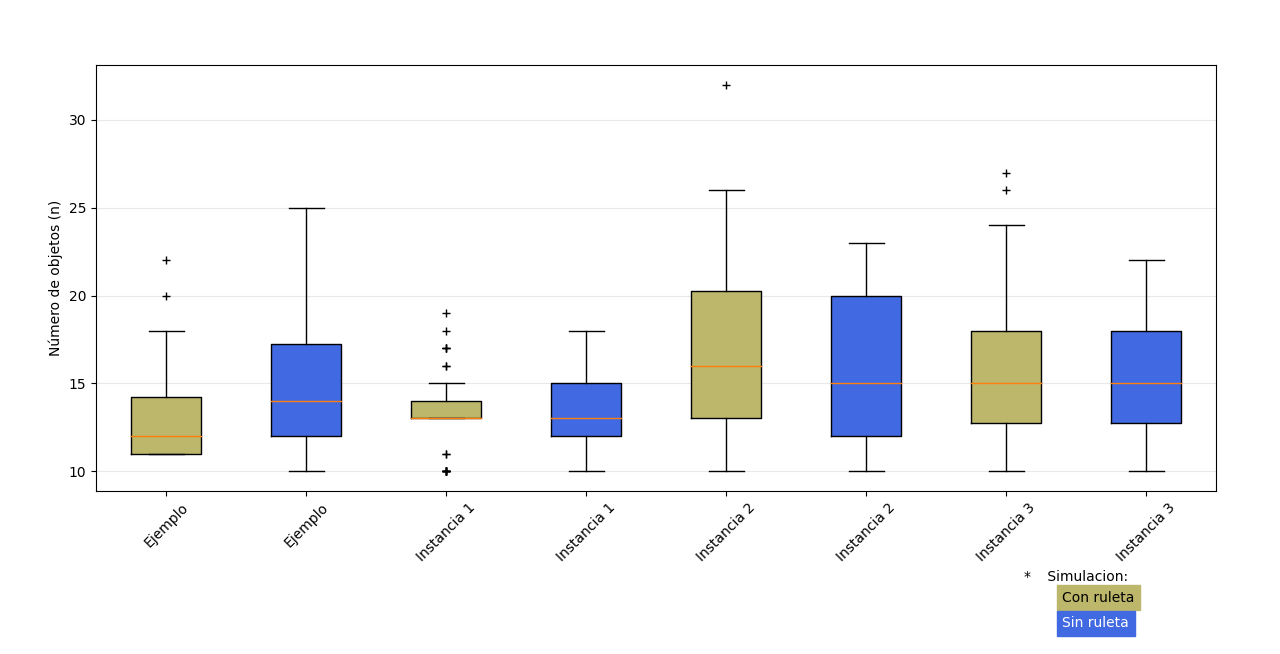 Número de objetos (n)
30
25
20
15
10
Ejemplo
Ejemplo
Instancia 1
Instancia 1
Instancia 2
Instancia 2
Instancia 3
Instancia 3
* Simulacion:
Con ruleta
Sin ruleta